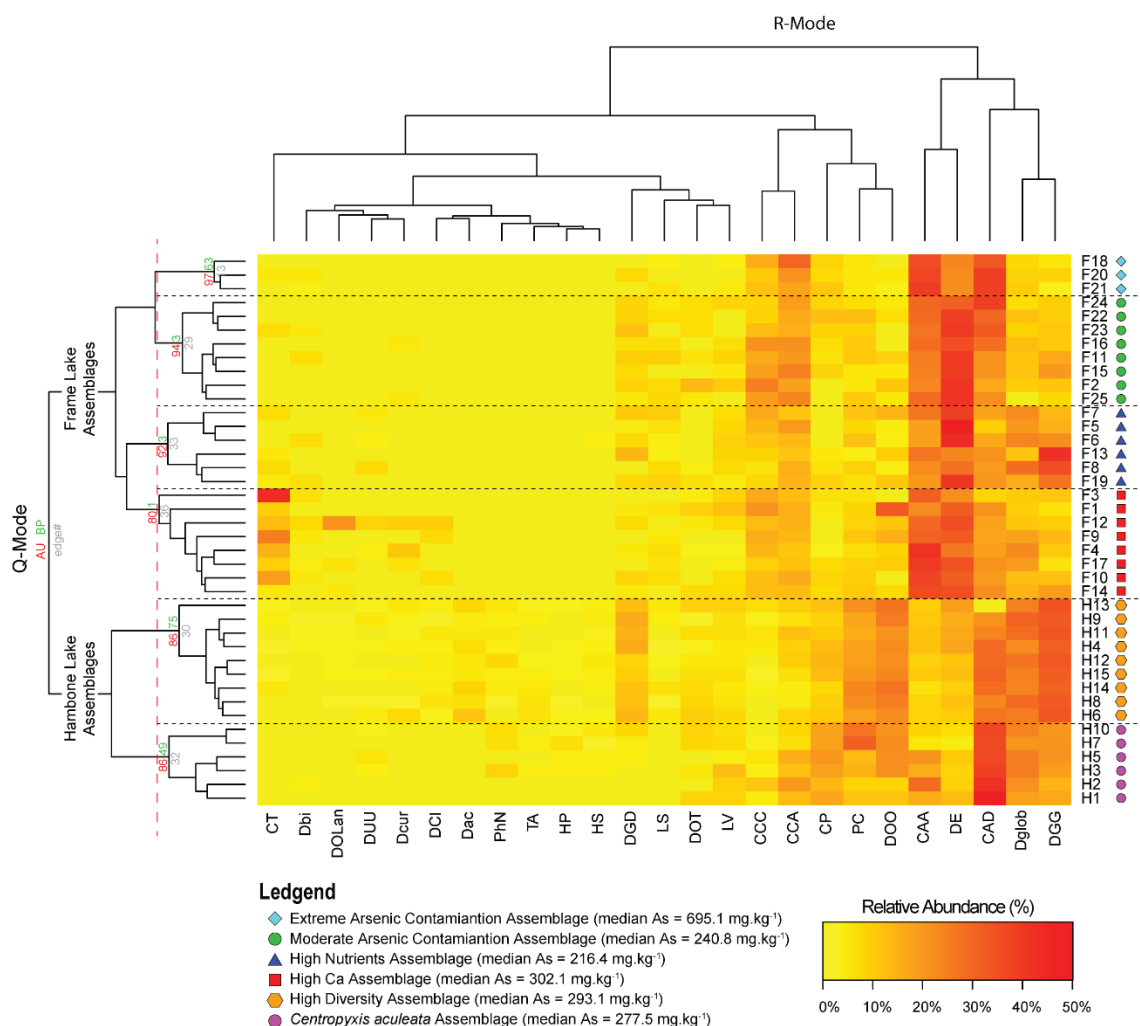 R-Mode
Q-Mode
AU BP
edge#
Frame Lake
Assemblages
Hambone Lake
Assemblages
97 63
13
94 3
29
92 3
33
80 1
36
86 75
30
86 49
32
F18
F20
F21
F24
F22
F23
F16
F11
F15
F2
F25
F7
F5
F6
F13
F8
F19
F3
F1
F12
F9
F4
F17
F10
F14
H13
H9
H11
H4
H12
H15
H14
H8
H6
H10
H7
H5
H3
H2
H1
CT Dbi DOLan DUU Dcur DCl Dac PhN TA HP HS DGD LS DOT LV CCC CCA CP PC DOO CAA DE CAD Dglob DGG
Ledgend
Extreme Arsenic Contamiantion Assemblage (median As = 695.1 mg.kg⁻¹)
Moderate Arsenic Contamiantion Assemblage (median As = 240.8 mg.kg⁻¹)
High Nutrients Assemblage (median As = 216.4 mg.kg⁻¹)
High Ca Assemblage (median As = 302.1 mg.kg⁻¹)
High Diversity Assemblage (median As = 293.1 mg.kg⁻¹)
Centropyxis aculeata Assemblage (median As = 277.5 mg.kg⁻¹)
Relative Abundance (%)
0% 10% 20% 30% 40% 50%